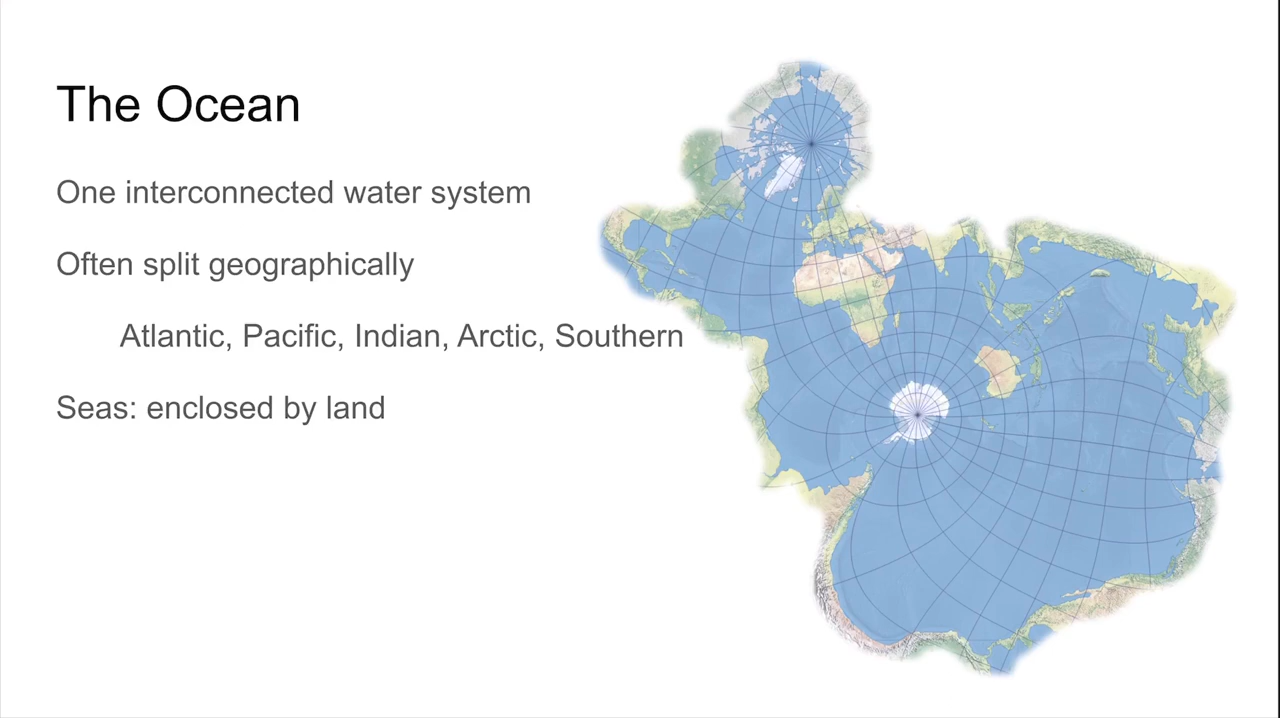 The Ocean
One interconnected water system
Often split geographically
Atlantic, Pacific, Indian, Arctic, Southern
Seas: enclosed by land